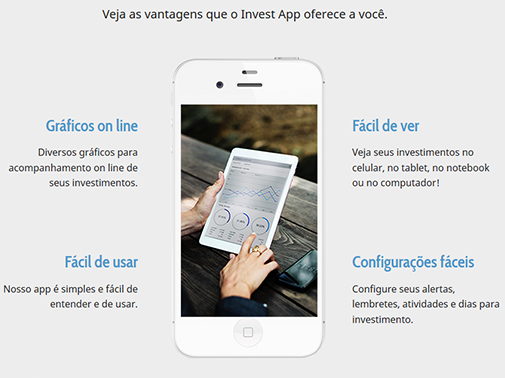 Veja as vantagens que o Invest App oferece a você.
Gráficos on line
Diversos gráficos para
acompanhamento on line de
seus investimentos.
Fácil de ver
Veja seus investimentos no
celular, no tablet, no notebook
ou no computador!
Fácil de usar
Nosso app é simples e fácil de
entender e de usar.
Configurações fáceis
Configure seus alertas,
lembretes, atividades e dias para
investimento.